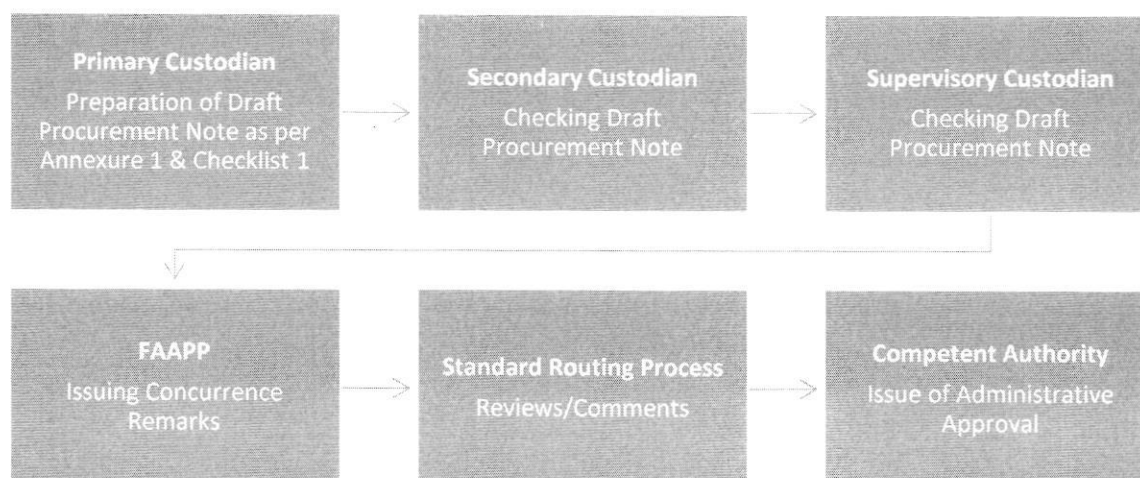 Primary Custodian
Preparation of Draft
Procurement Note as per
Annexure 1 & Checklist 1
Secondary Custodian
Checking Draft
Procurement Note
Supervisory Custodian
Checking Draft
Procurement Note
FAAPP
Issuing Concurrence
Remarks
Standard Routing Process
Reviews/Comments
Competent Authority
Issue of Administrative
Approval